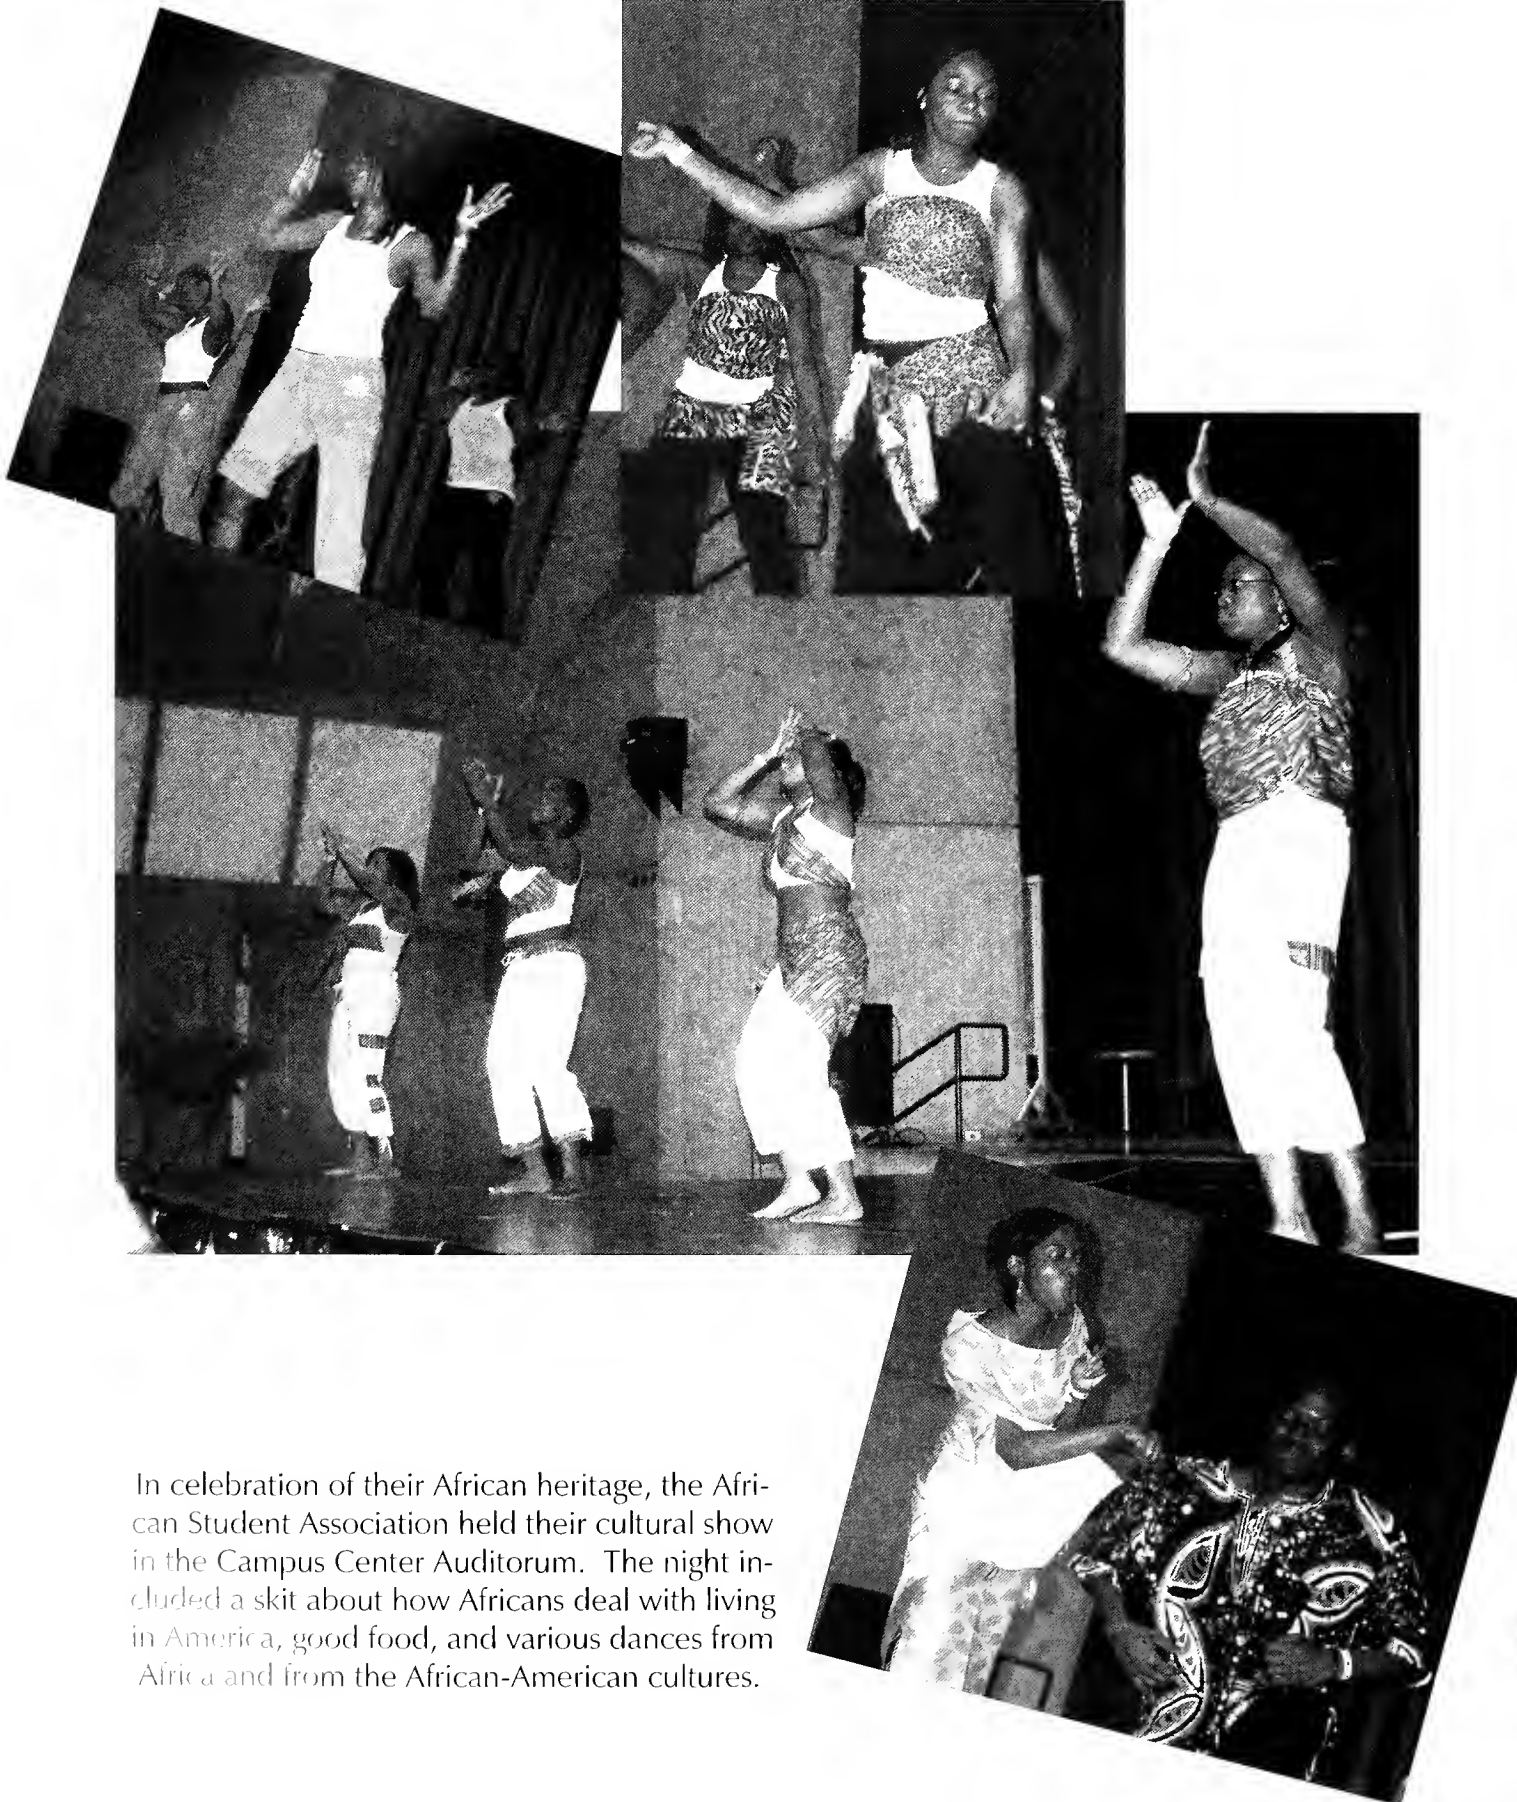 In celebration of their African heritage, the Afri-
can Student Association held their cultural show
in the Campus Center Auditorum. The night in-
cluded a skit about how Africans deal with living
in America, good food, and various dances from
Africa and from the African-American cultures.